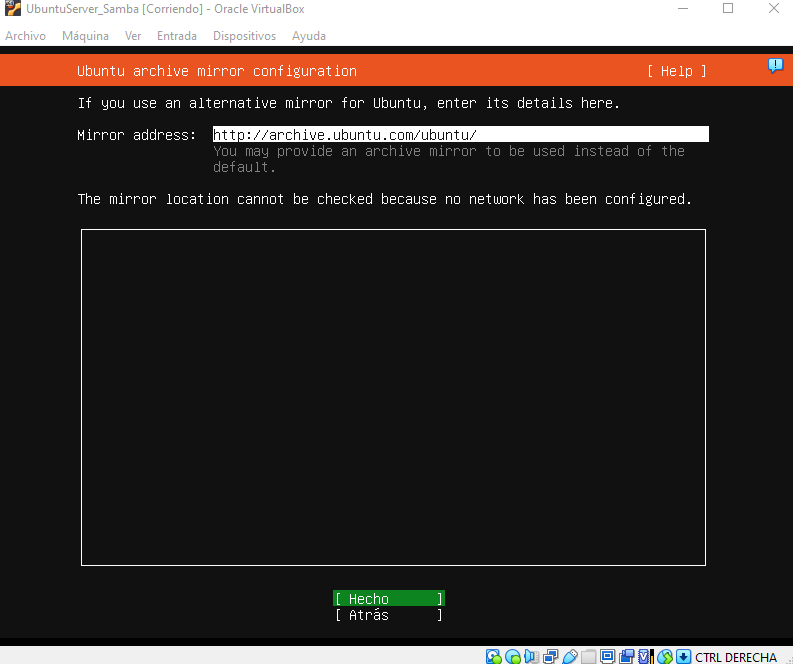 UbuntuServer_Samba [Corriendo] - Oracle VirtualBox
Archivo Máquina Ver Entrada Dispositivos Ayuda
Ubuntu archive mirror configuration [ Help ]
If you use an alternative mirror for Ubuntu, enter its details here.
Mirror address: http://archive.ubuntu.com/ubuntu/
You may provide an archive mirror to be used instead of the
default.
The mirror location cannot be checked because no network has been configured.
[ Hecho ]
[ Atrás ]
CTRL DERECHA